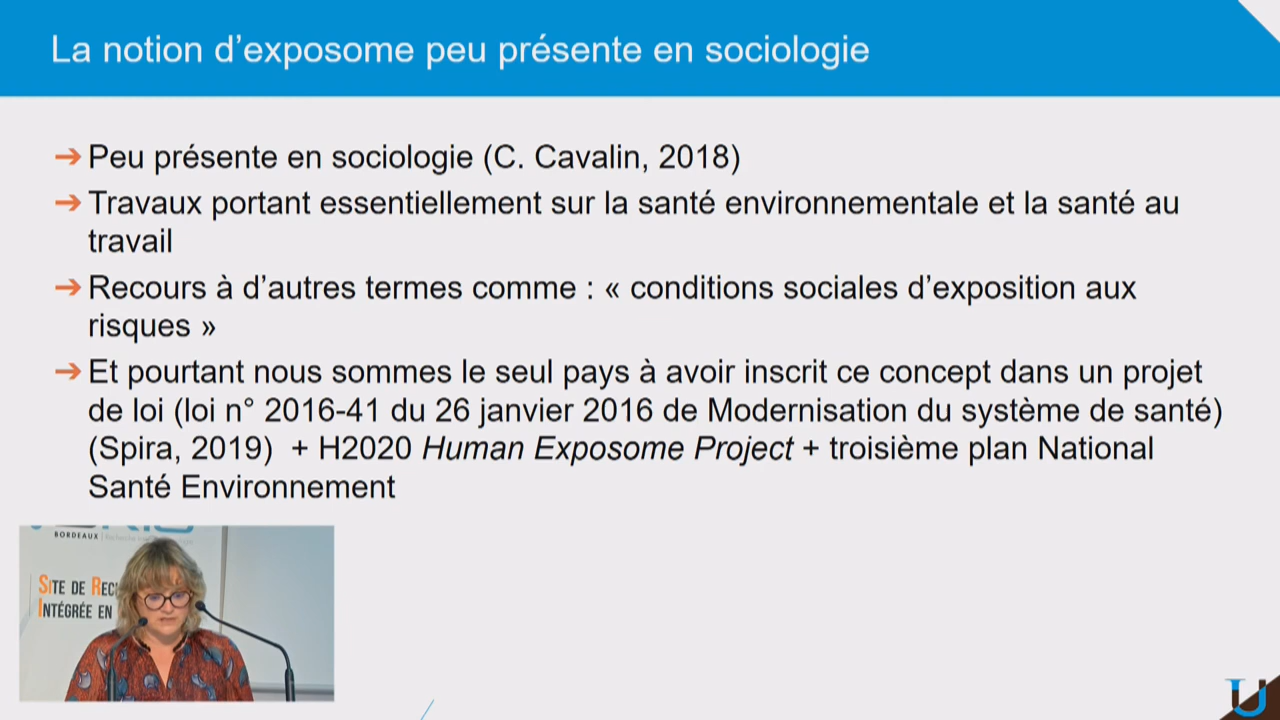 La notion d’exposome peu présente en sociologie
➔ Peu présente en sociologie (C. Cavalin, 2018)
➔ Travaux portant essentiellement sur la santé environnementale et la santé au
travail
➔ Recours à d’autres termes comme : « conditions sociales d’exposition aux
risques »
➔ Et pourtant nous sommes le seul pays à avoir inscrit ce concept dans un projet
de loi (loi n° 2016-41 du 26 janvier 2016 de Modernisation du système de santé)
(Spira, 2019) + H2020 Human Exposome Project + troisième plan National
Santé Environnement
BORDEAUX
SITE DE
INTÉGRÉE EN
U